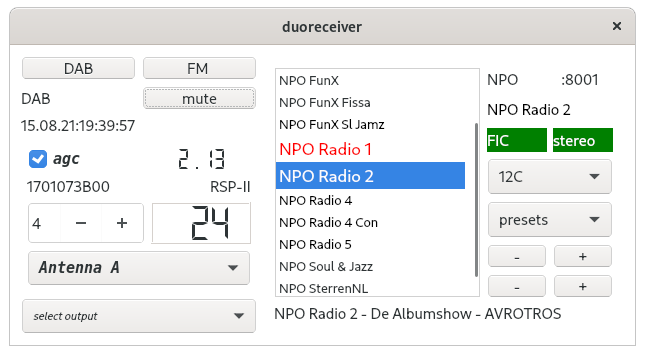 duoreceiver ×
DAB FM
DAB mute
15.08.21:19:39:57
agc 2.13
1701073B00 RSP-II
4 − + 24
Antenna A
select output
NPO FunX
NPO FunX Fissa
NPO FunX Sl Jamz
NPO Radio 1
NPO Radio 2
NPO Radio 4
NPO Radio 4 Con
NPO Radio 5
NPO Soul & Jazz
NPO SterrenNL
NPO Radio 2 - De Albumshow - AVROTROS
NPO :8001
NPO Radio 2
FIC stereo
12C
presets
- +
- +